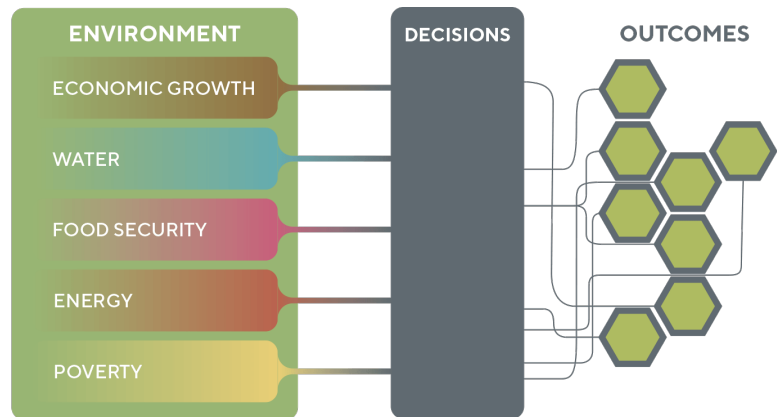 ENVIRONMENT
ECONOMIC GROWTH
WATER
FOOD SECURITY
ENERGY
POVERTY
DECISIONS
OUTCOMES